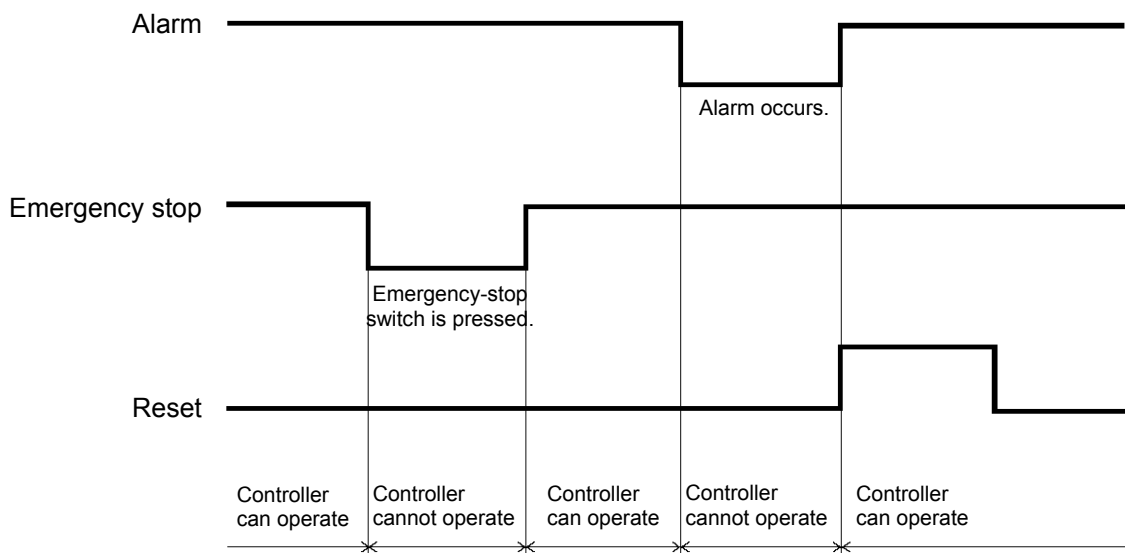 Alarm
Alarm occurs.
Emergency stop
Emergency-stop
switch is pressed.
Reset
Controller
can operate
Controller
cannot operate
Controller
can operate
Controller
cannot operate
Controller
can operate